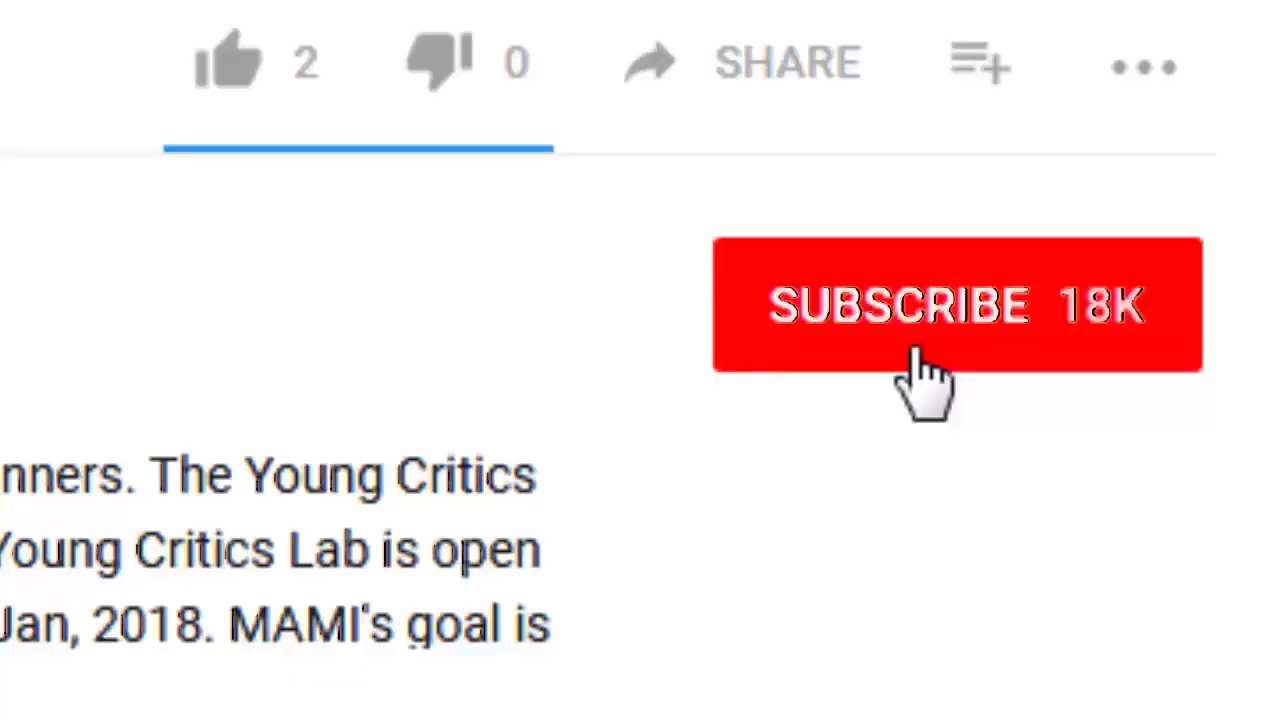 2 0 SHARE
SUBSCRIBE 18K
nners. The Young Critics
Young Critics Lab is open
Jan, 2018. MAMI's goal is